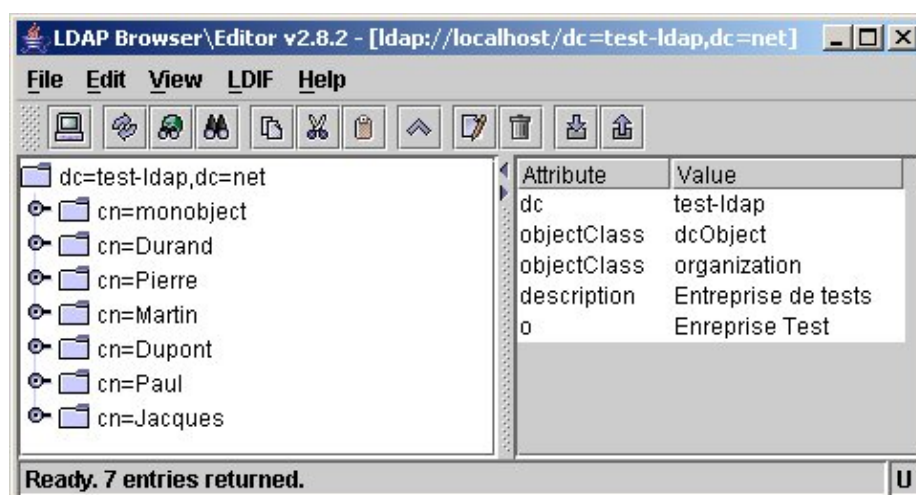 LDAP Browser\Editor v2.8.2 - [ldap://localhost/dc=test-ldap,dc=net]
File Edit View LDIF Help
dc=test-ldap,dc=net
cn=monobject
cn=Durand
cn=Pierre
cn=Martin
cn=Dupont
cn=Paul
cn=Jacques
Attribute Value
dc test-ldap
objectClass dcObject
objectClass organization
description Entreprise de tests
o Enreprise Test
Ready. 7 entries returned.
U